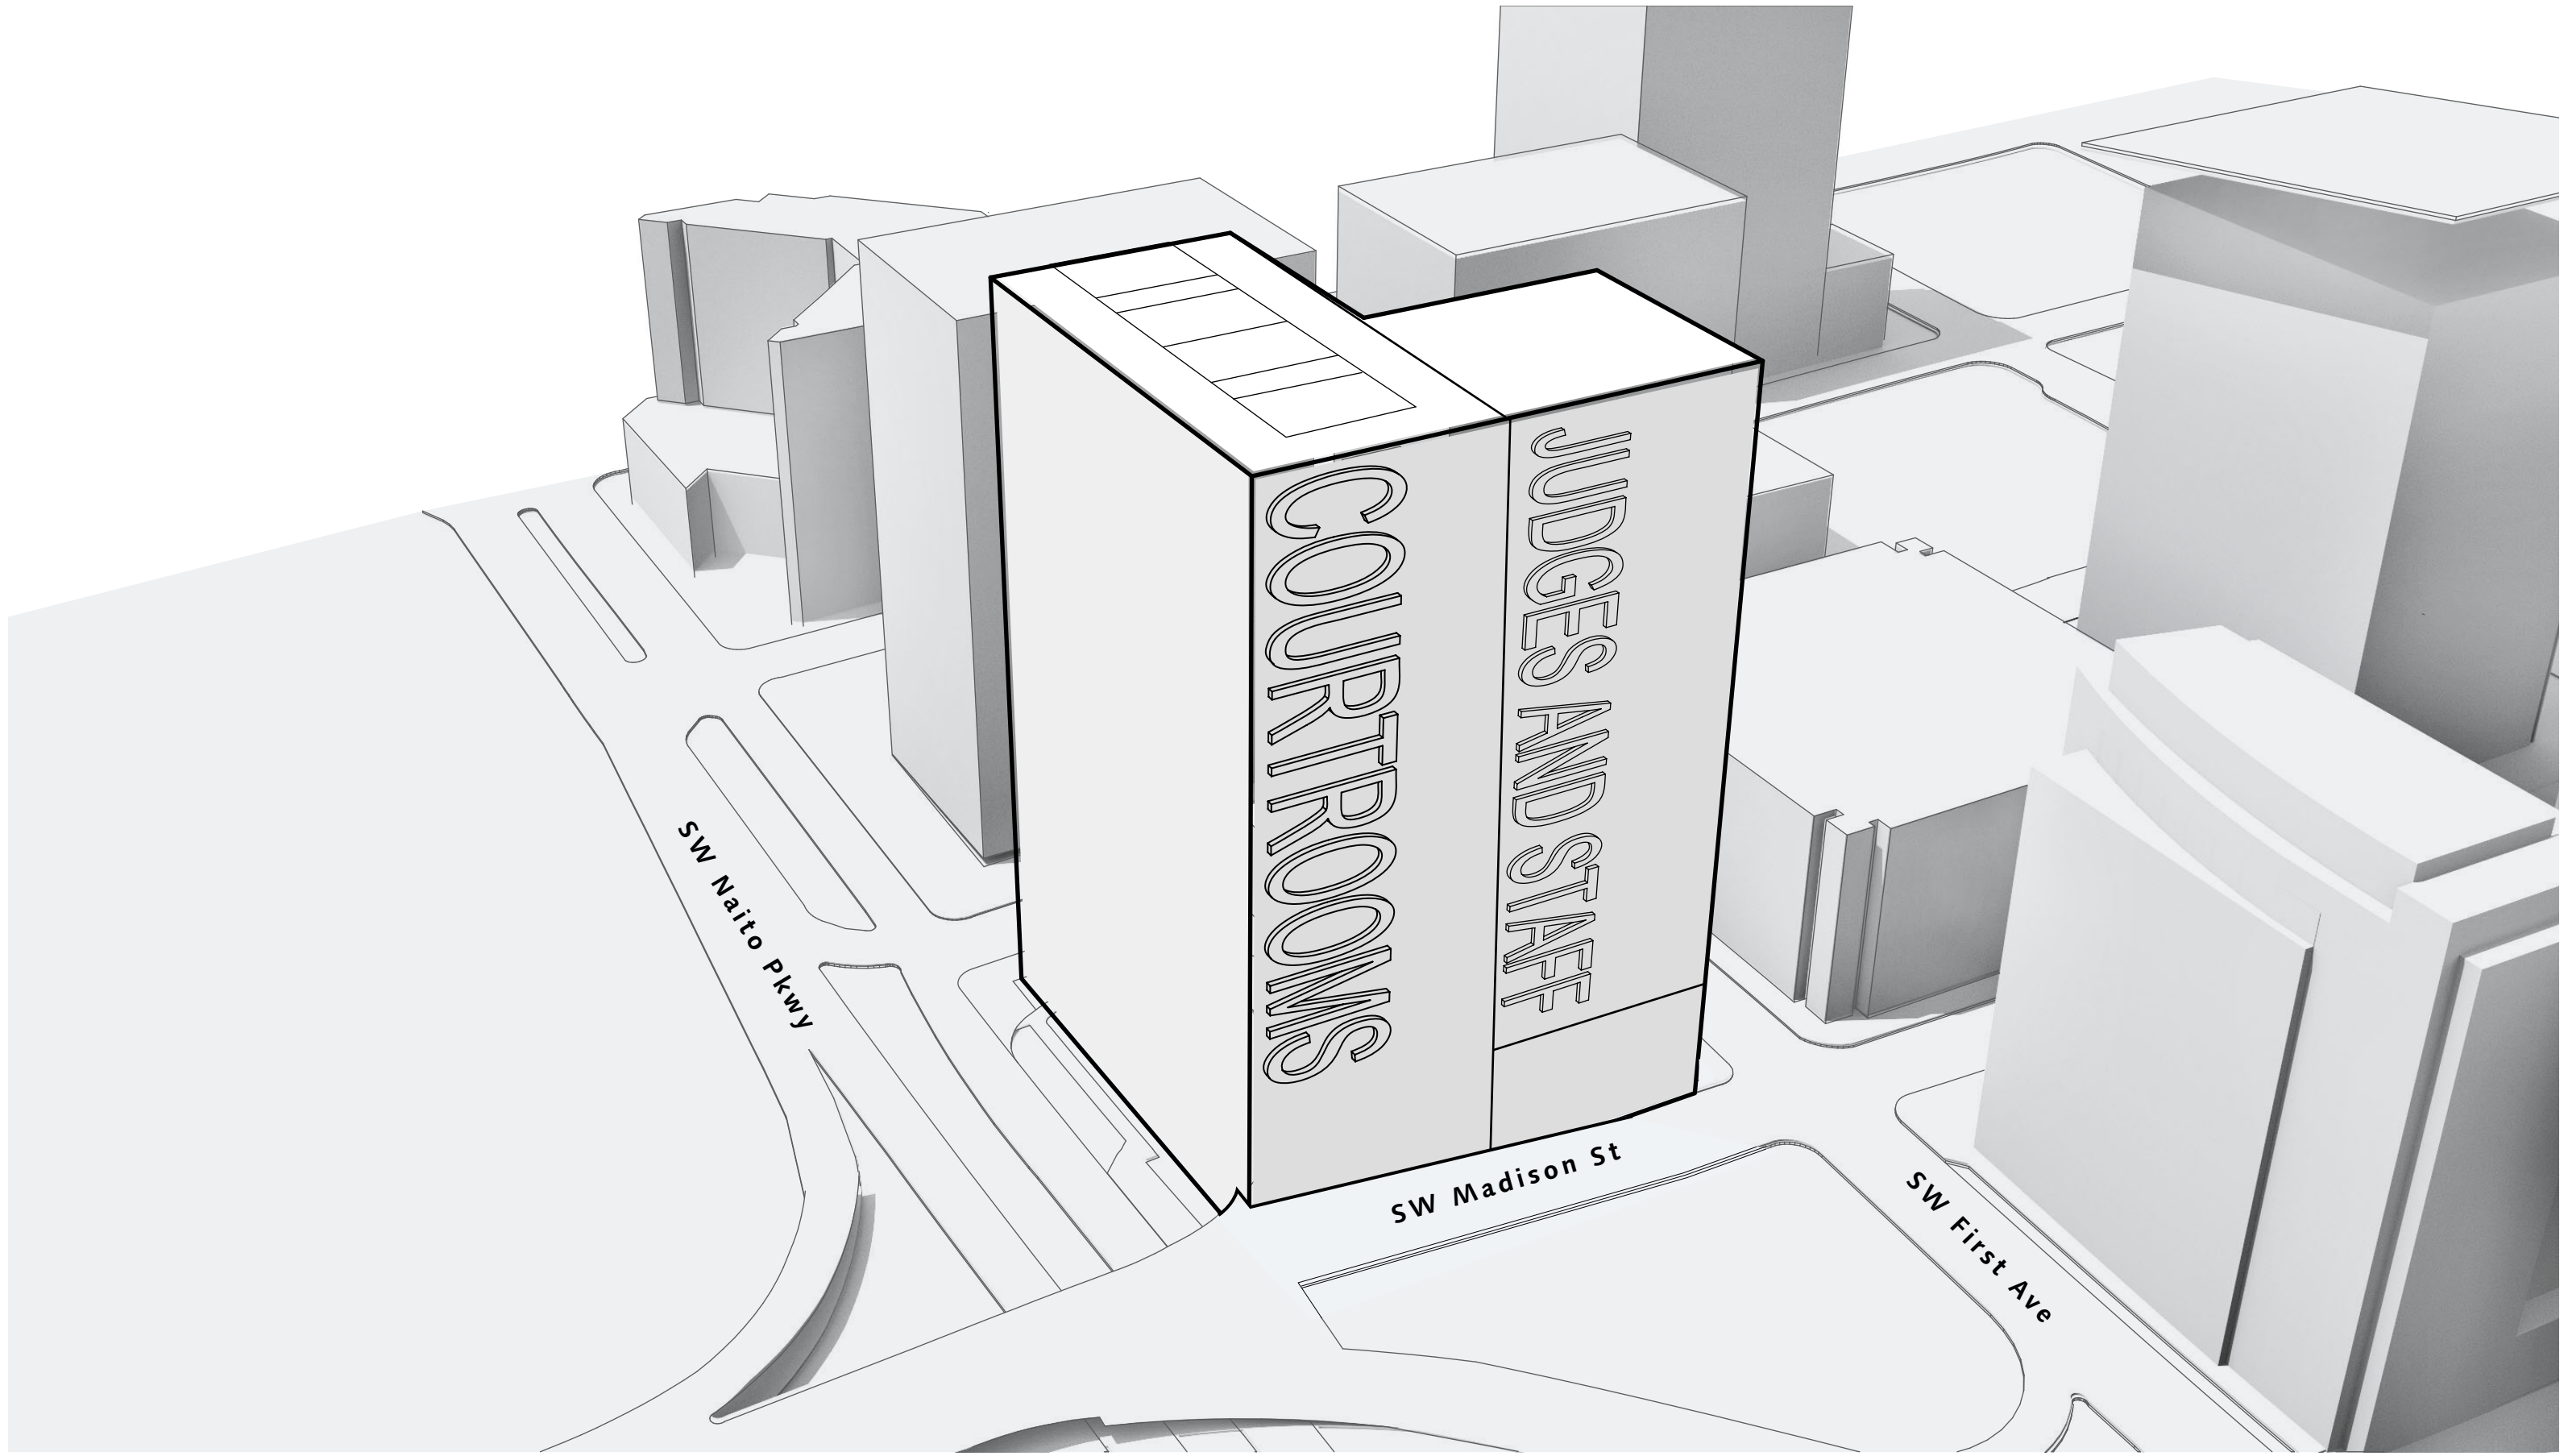 COURTROOMS
JUDGES AND STAFF
SW Naito Pkwy
SW Madison St
SW First Ave